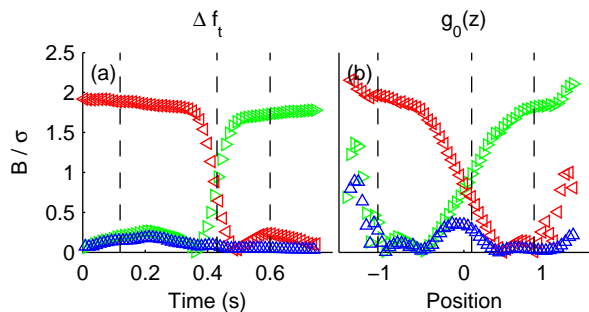 Δ f_t
g_0(z)
B / σ
2.5
2
1.5
1
0.5
0
(a)
(b)
0
0.2
0.4
0.6
−1
0
1
Time (s)
Position